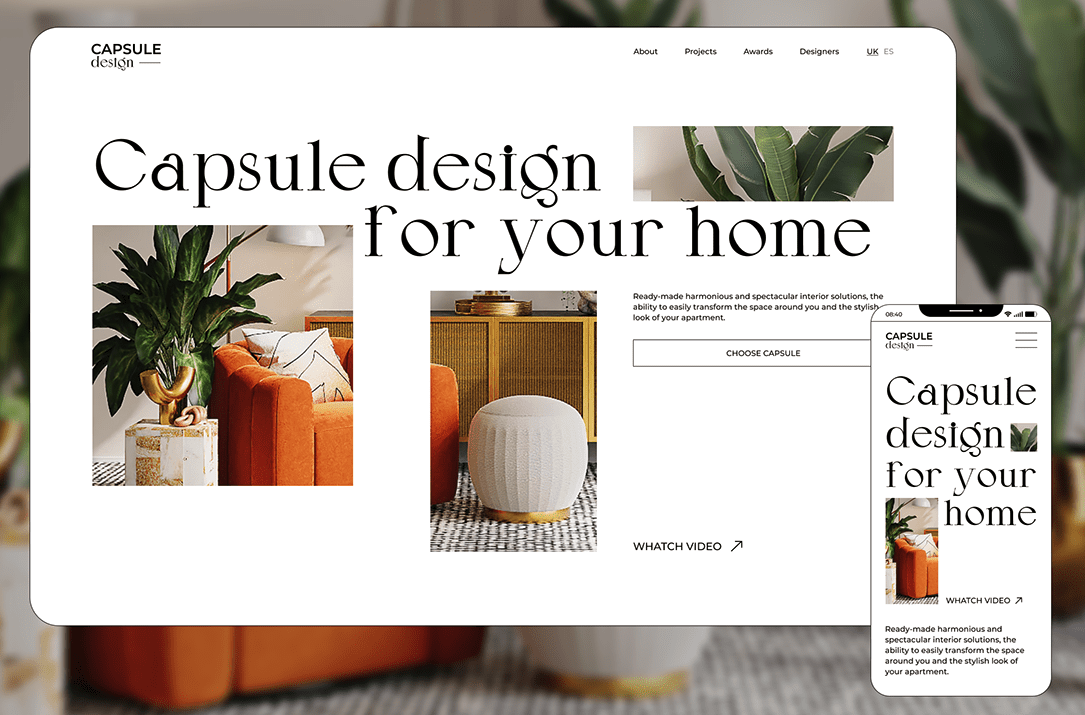 CAPSULE
design
About Projects Awards Designers UK ES
Capsule design
for your home
Ready-made harmonious and spectacular interior solutions, the
ability to easily transform the space around you and the stylish
look of your apartment.
CHOOSE CAPSULE
WHATCH VIDEO
08:40
CAPSULE
design
Capsule
design
for your
home
WHATCH VIDEO
Ready-made harmonious and
spectacular interior solutions, the
ability to easily transform the space
around you and the stylish look of
your apartment.